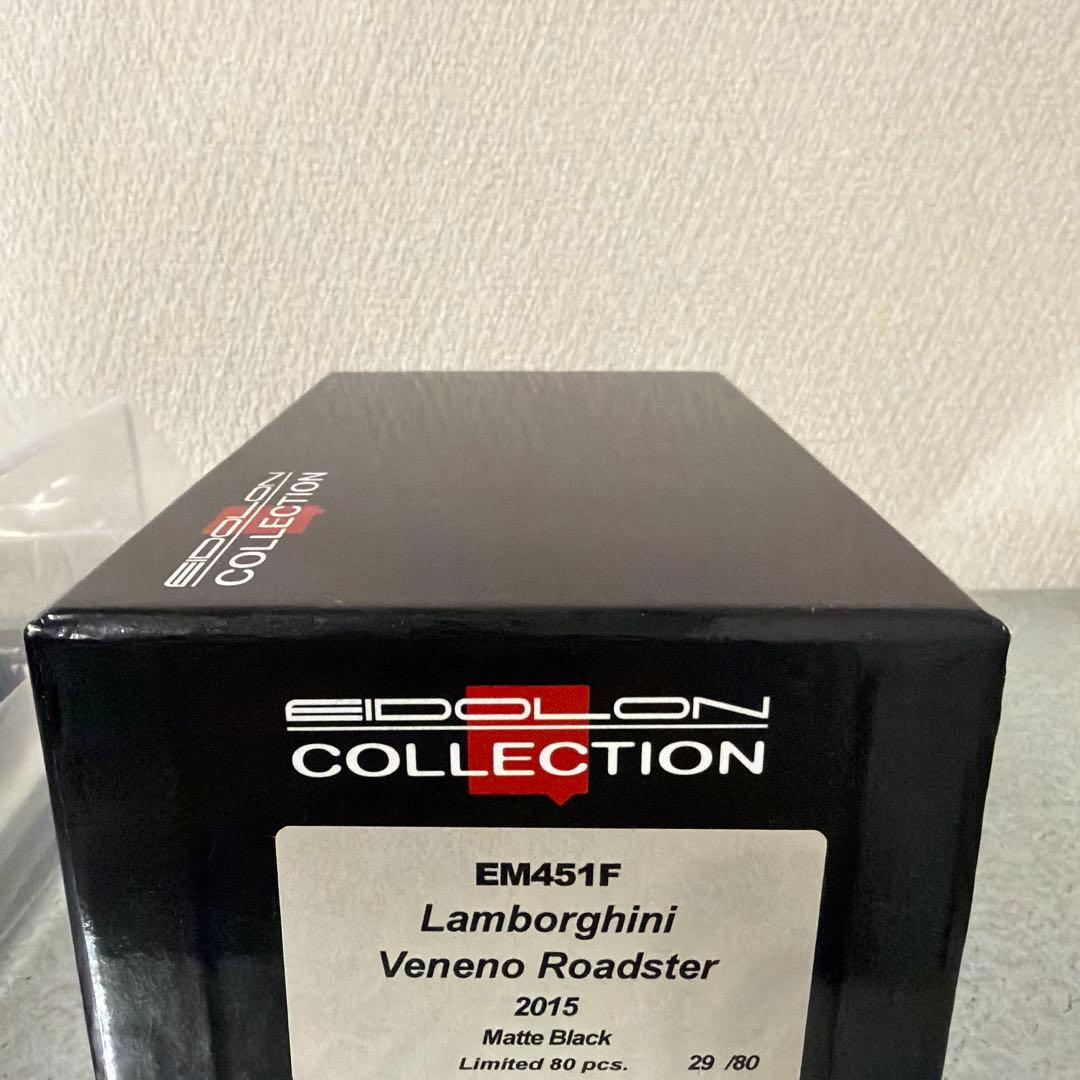 EIDOLON
COLLECTION
EIDOLON
COLLECTION
EM451F
Lamborghini
Veneno Roadster
2015
Matte Black
Limited 80 pcs. 29 /80